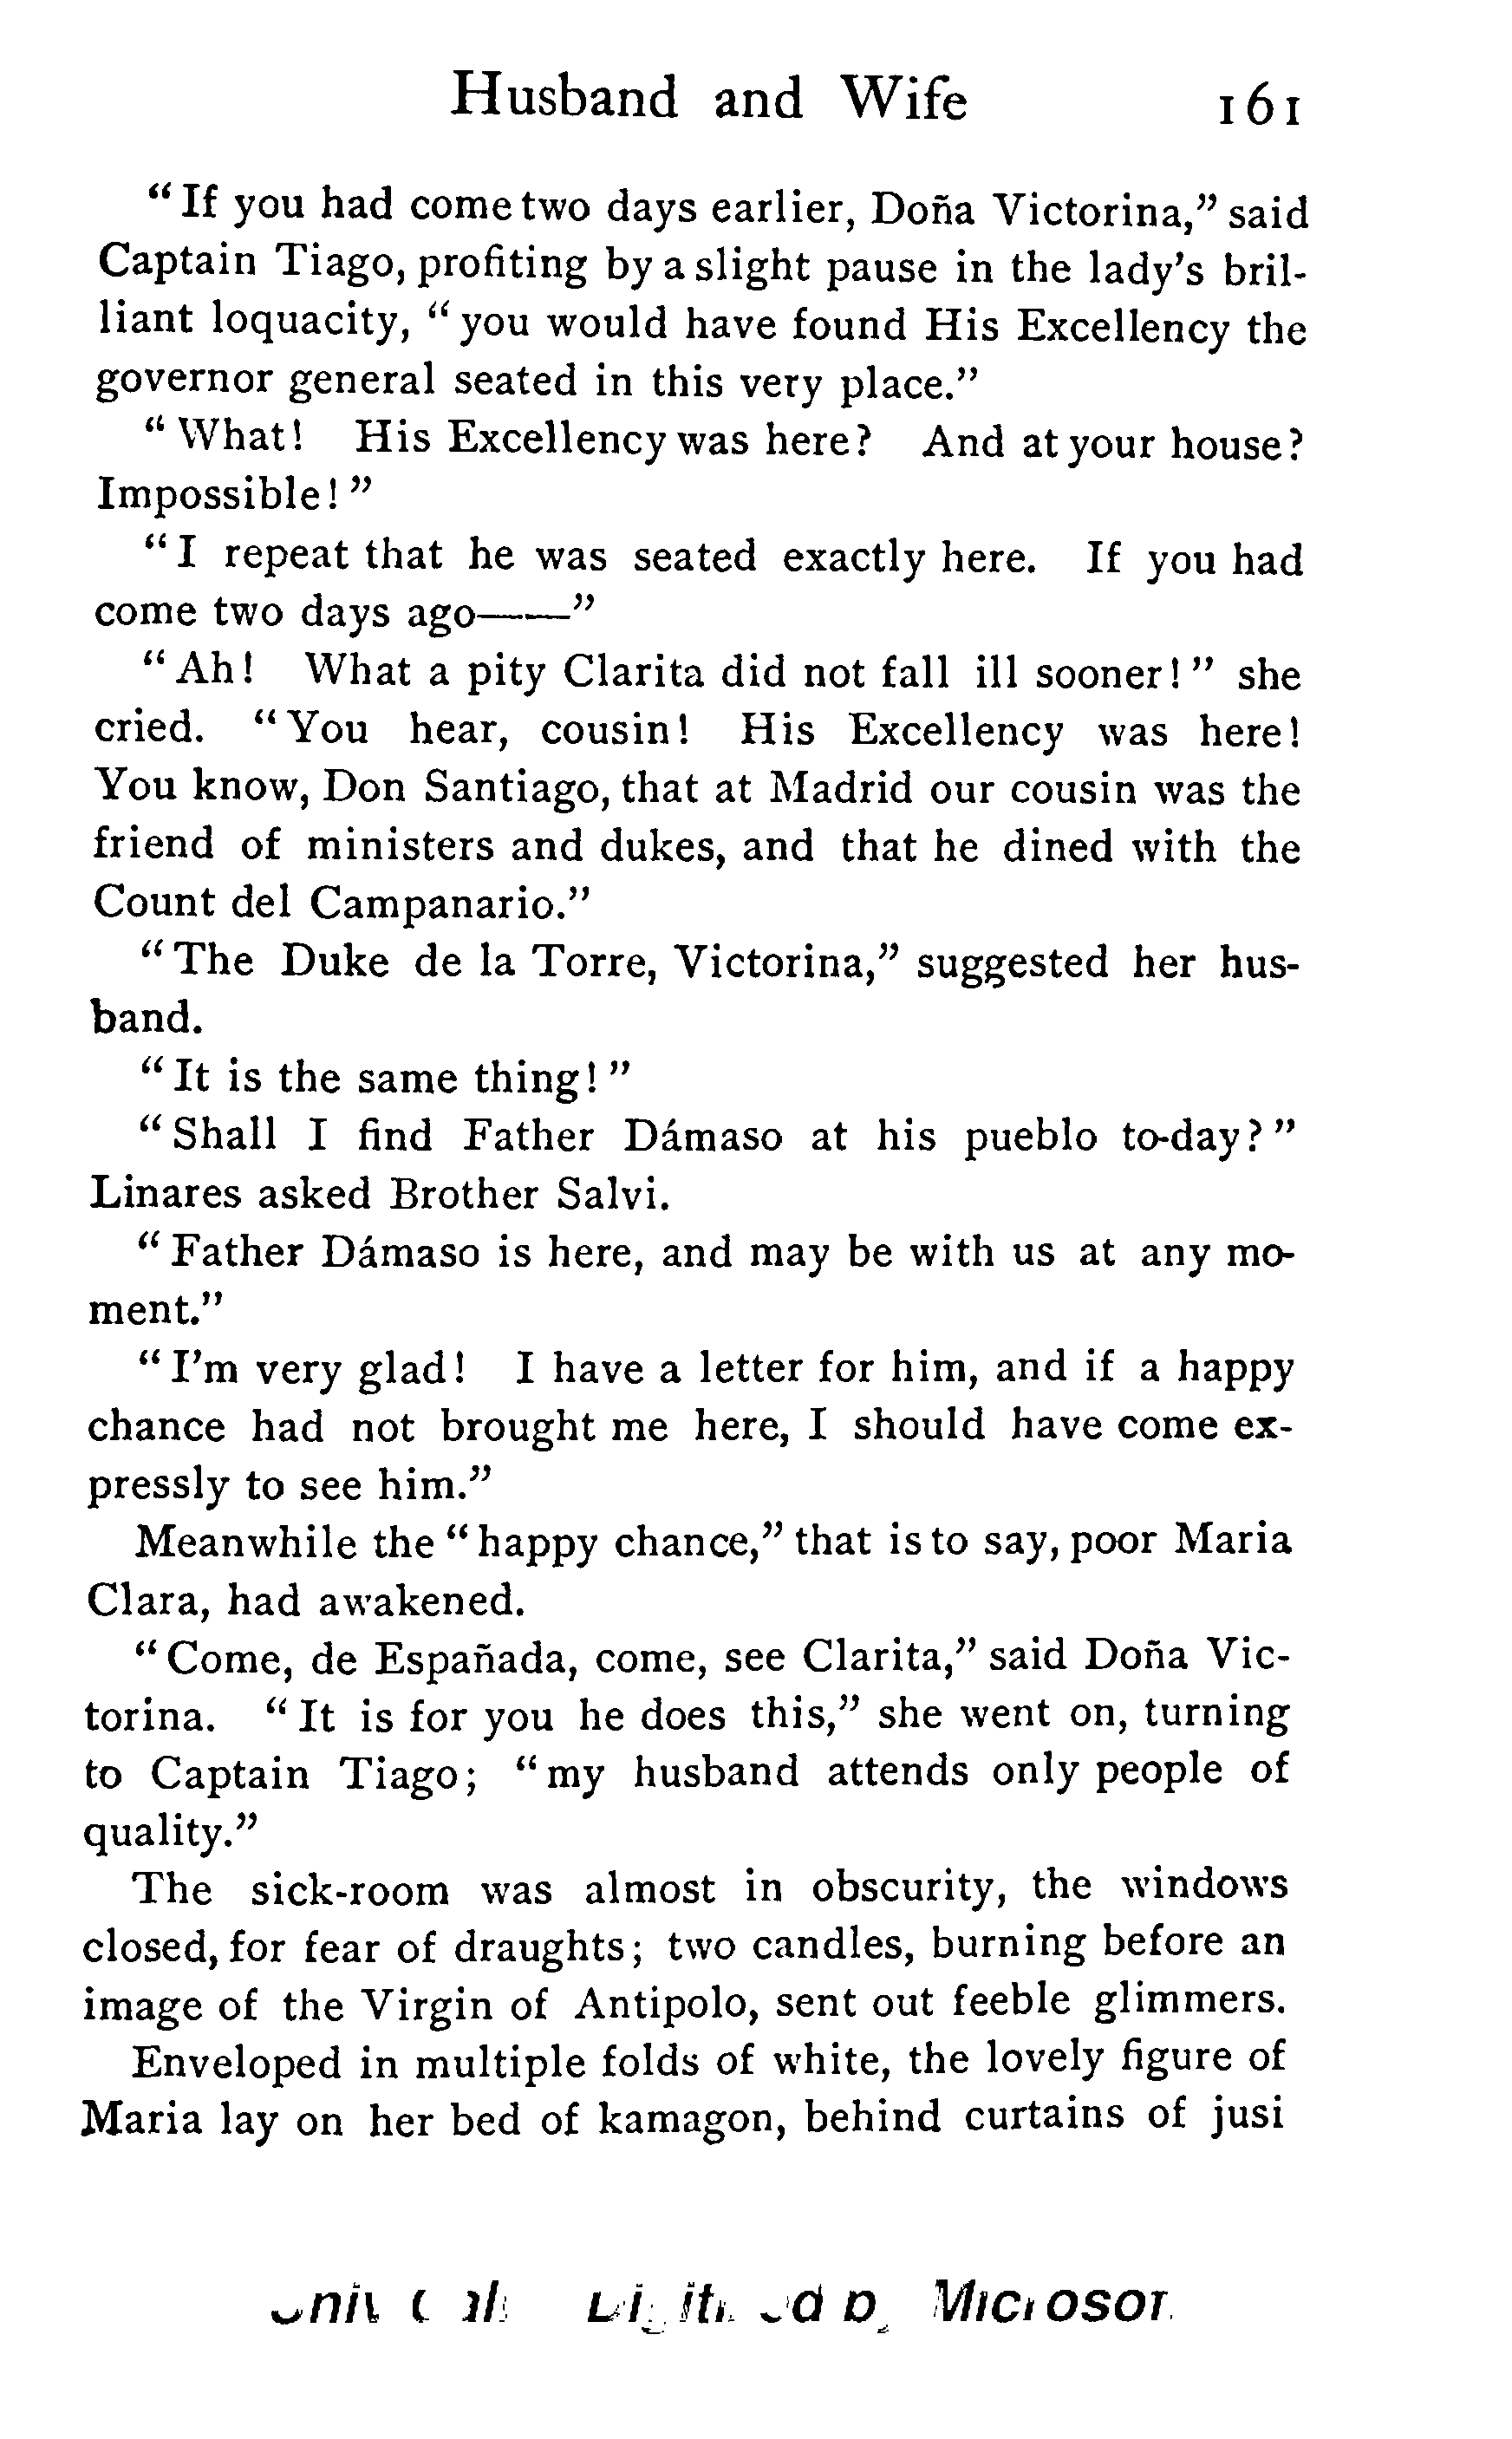 Husband and Wife 161
"If you had come two days earlier, Doña Victorina," said
Captain Tiago, profiting by a slight pause in the lady's bril-
liant loquacity, "you would have found His Excellency the
governor general seated in this very place."
"What! His Excellency was here? And at your house?
Impossible!"
"I repeat that he was seated exactly here. If you had
come two days ago——"
"Ah! What a pity Clarita did not fall ill sooner!" she
cried. "You hear, cousin! His Excellency was here!
You know, Don Santiago, that at Madrid our cousin was the
friend of ministers and dukes, and that he dined with the
Count del Campanario."
"The Duke de la Torre, Victorina," suggested her hus-
band.
"It is the same thing!"
"Shall I find Father Dámaso at his pueblo to-day?"
Linares asked Brother Salvi.
"Father Dámaso is here, and may be with us at any mo-
ment."
"I'm very glad! I have a letter for him, and if a happy
chance had not brought me here, I should have come ex-
pressly to see him."
Meanwhile the "happy chance," that is to say, poor Maria
Clara, had awakened.
"Come, de Españada, come, see Clarita," said Doña Vic-
torina. "It is for you he does this," she went on, turning
to Captain Tiago; "my husband attends only people of
quality."
The sick-room was almost in obscurity, the windows
closed, for fear of draughts; two candles, burning before an
image of the Virgin of Antipolo, sent out feeble glimmers.
Enveloped in multiple folds of white, the lovely figure of
Maria lay on her bed of kamagon, behind curtains of jusi